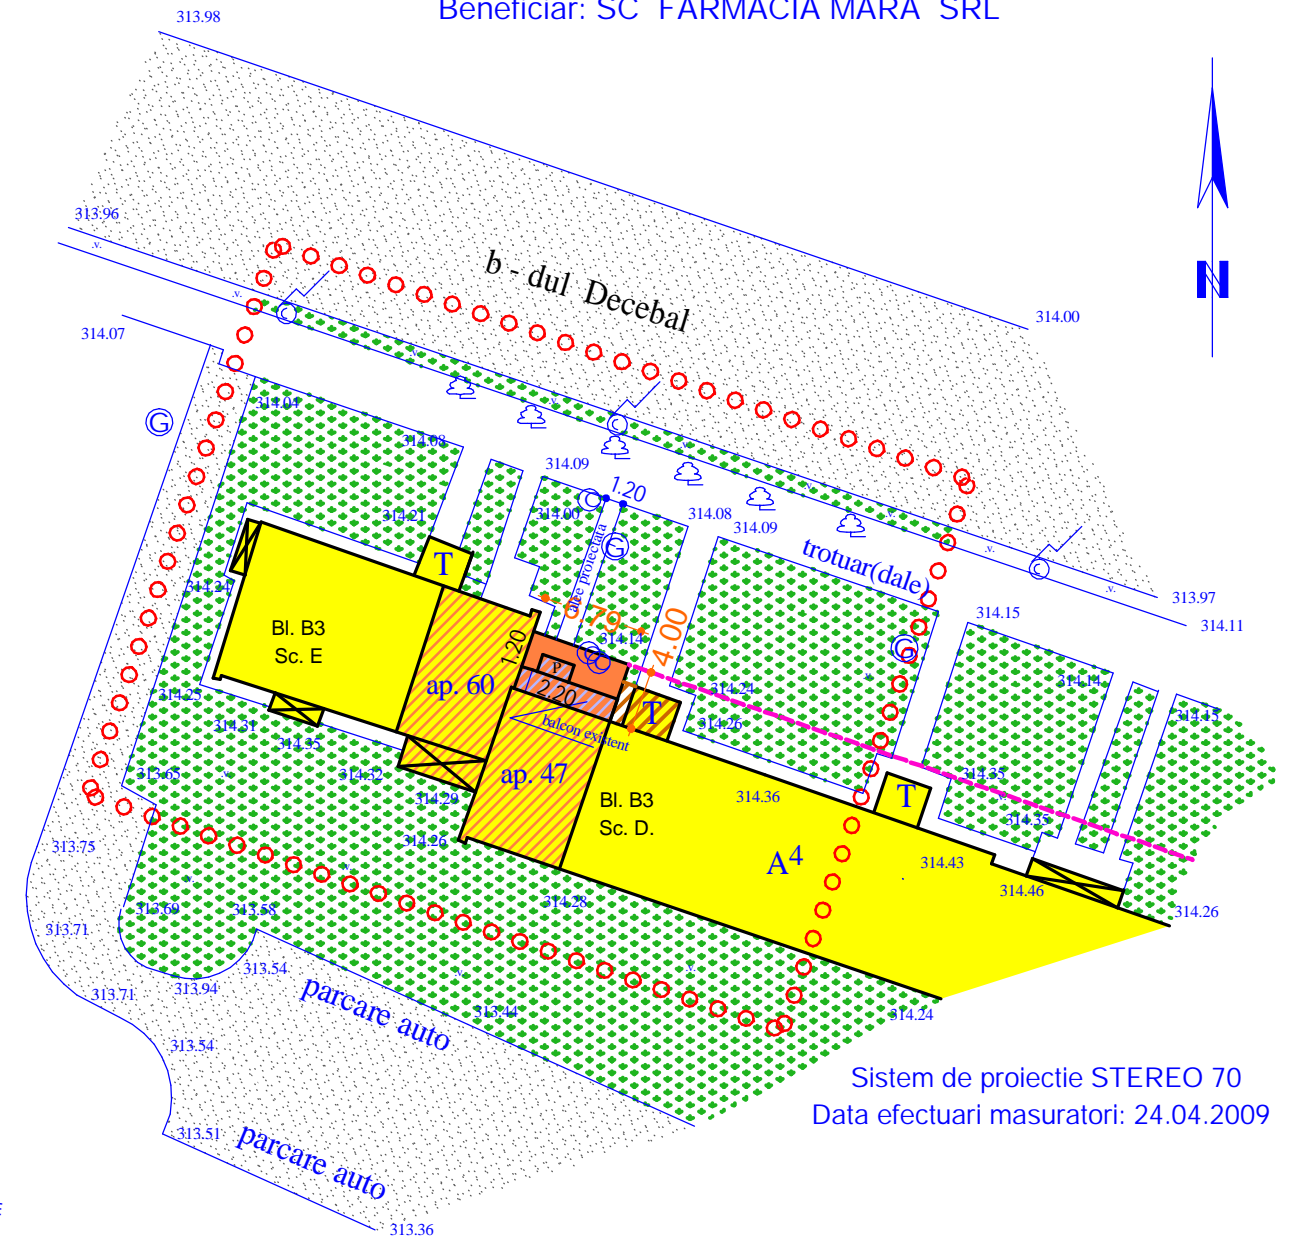 Beneficiar: SC FARMACIA MARA SRL
313.98
313.96
b - dul Decebal
314.00
N
314.07
G
314.04
314.08
314.09
1.20
314.00
314.08
314.09
314.21
alee proiectata
G
trotuar(dale)
T
313.97
314.11
314.24
314.15
Bl. B3
Sc. E
1.20
314.14
4.00
G
P
2.20
ap. 60
314.25
314.24
314.26
314.14
314.15
T
balcon existent
314.31
314.35
313.65
314.32
ap. 47
314.29
Bl. B3
Sc. D.
314.36
T
314.35
314.35
314.26
313.75
A4
314.43
314.46
314.28
313.69
313.58
314.26
313.71
313.54
313.94
313.71
parcare auto
313.44
314.24
313.54
Sistem de proiectie STEREO 70
Data efectuari masuratori: 24.04.2009
313.51
parcare auto
313.36